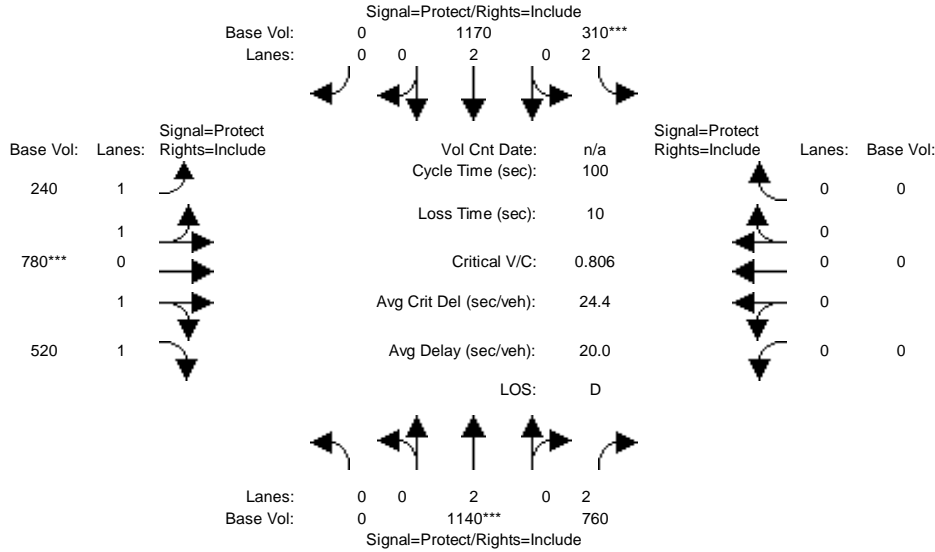 Signal=Protect/Rights=Include
Base Vol: 0 1170 310***
Lanes: 0 0 2 0 2
Signal=Protect
Rights=Include
Base Vol: Lanes:
240 1
1
780*** 0
1
520 1
Vol Cnt Date: n/a
Cycle Time (sec): 100
Loss Time (sec): 10
Critical V/C: 0.806
Avg Crit Del (sec/veh): 24.4
Avg Delay (sec/veh): 20.0
LOS: D
Signal=Protect
Rights=Include
Lanes: Base Vol:
0 0
0
0 0
0
0 0
Lanes: 0 0 2 0 2
Base Vol: 0 1140*** 760
Signal=Protect/Rights=Include